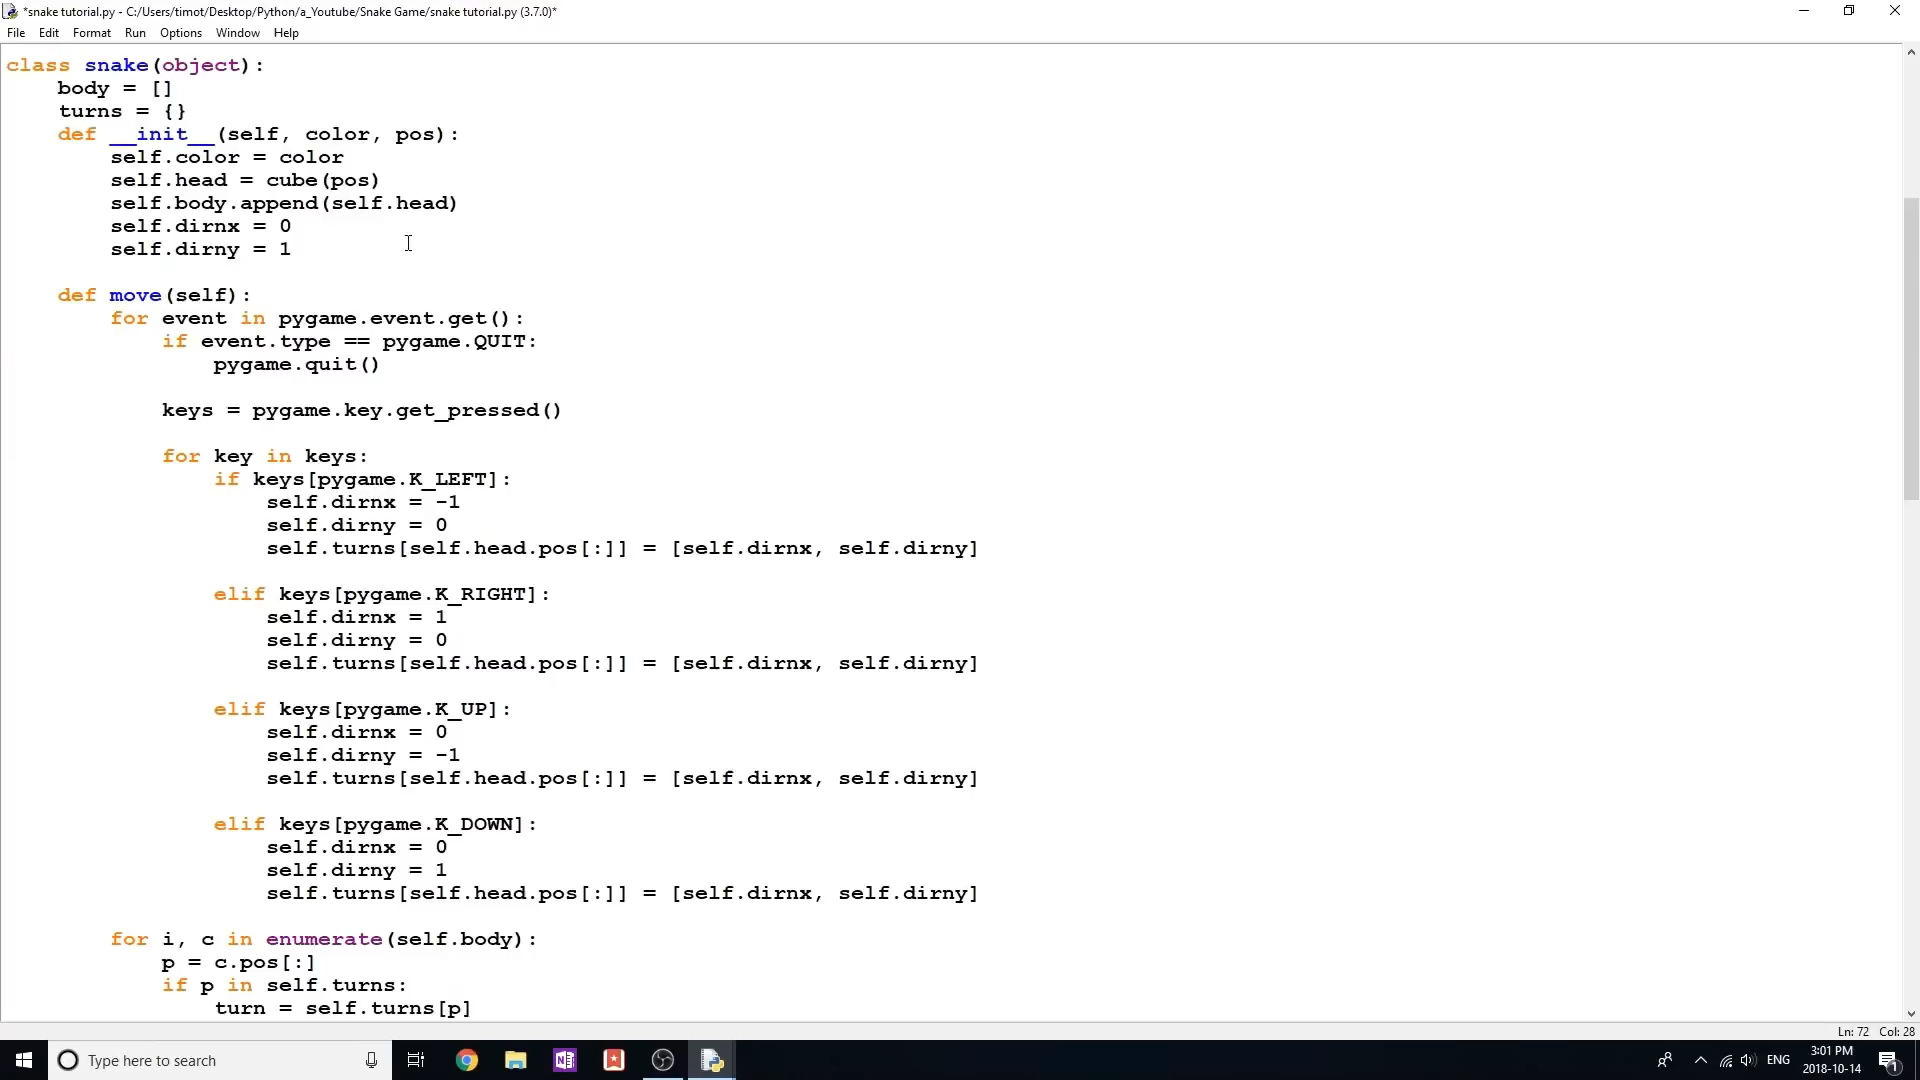 *snake tutorial.py - C:/Users/timot/Desktop/Python/a_Youtube/Snake Game/snake tutorial.py (3.7.0)*
File Edit Format Run Options Window Help
class snake(object):
    body = []
    turns = {}
    def __init__(self, color, pos):
        self.color = color
        self.head = cube(pos)
        self.body.append(self.head)
        self.dirnx = 0
        self.dirny = 1
    def move(self):
        for event in pygame.event.get():
            if event.type == pygame.QUIT:
                pygame.quit()
            keys = pygame.key.get_pressed()
            for key in keys:
                if keys[pygame.K_LEFT]:
                    self.dirnx = -1
                    self.dirny = 0
                    self.turns[self.head.pos[:]] = [self.dirnx, self.dirny]
                elif keys[pygame.K_RIGHT]:
                    self.dirnx = 1
                    self.dirny = 0
                    self.turns[self.head.pos[:]] = [self.dirnx, self.dirny]
                elif keys[pygame.K_UP]:
                    self.dirnx = 0
                    self.dirny = -1
                    self.turns[self.head.pos[:]] = [self.dirnx, self.dirny]
                elif keys[pygame.K_DOWN]:
                    self.dirnx = 0
                    self.dirny = 1
                    self.turns[self.head.pos[:]] = [self.dirnx, self.dirny]
        for i, c in enumerate(self.body):
            p = c.pos[:]
            if p in self.turns:
                turn = self.turns[p]
Ln: 72 Col: 28
Type here to search
ENG
3:01 PM
2018-10-14
1